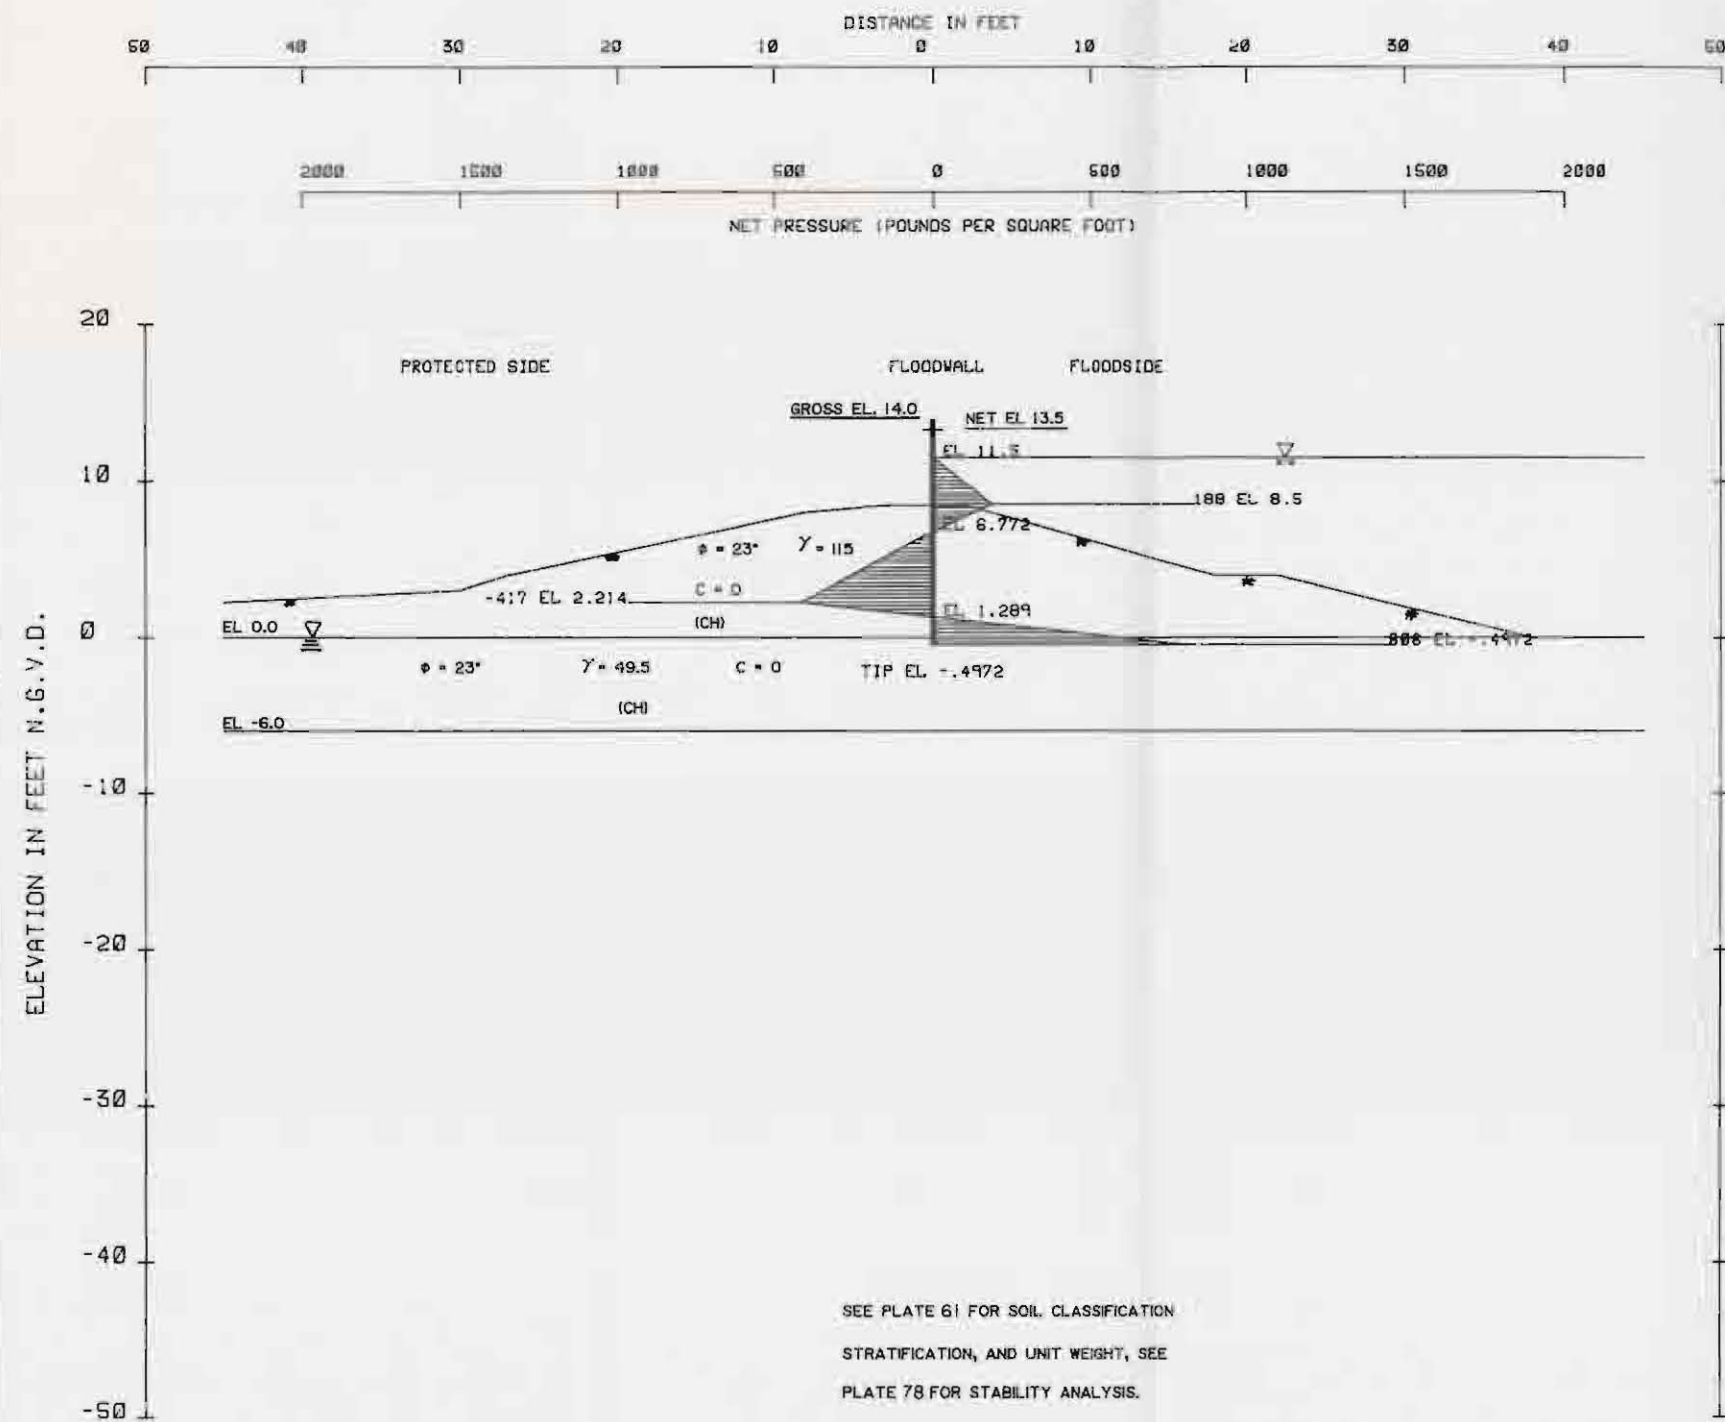 DISTANCE IN FEET
50 40 30 20 10 0 10 20 30 40 50
2000 1500 1000 500 0 500 1000 1500 2000
NET PRESSURE (POUNDS PER SQUARE FOOT)
20
PROTECTED SIDE FLOODWALL FLOODSIDE
GROSS EL. 14.0 NET EL 13.5
EL 11.5
10
188 EL 8.5
EL 6.772
φ = 23° γ = 115
-417 EL 2.214 C = 0
EL 1.289
EL 0.0 (CH)
0
808 EL -.4972
φ = 23° γ = 49.5 C = 0 TIP EL -.4972
(CH)
EL -6.0
-10
-20
-30
-40
-50
ELEVATION IN FEET N.G.V.D.
SEE PLATE 61 FOR SOIL CLASSIFICATION
STRATIFICATION, AND UNIT WEIGHT, SEE
PLATE 78 FOR STABILITY ANALYSIS.